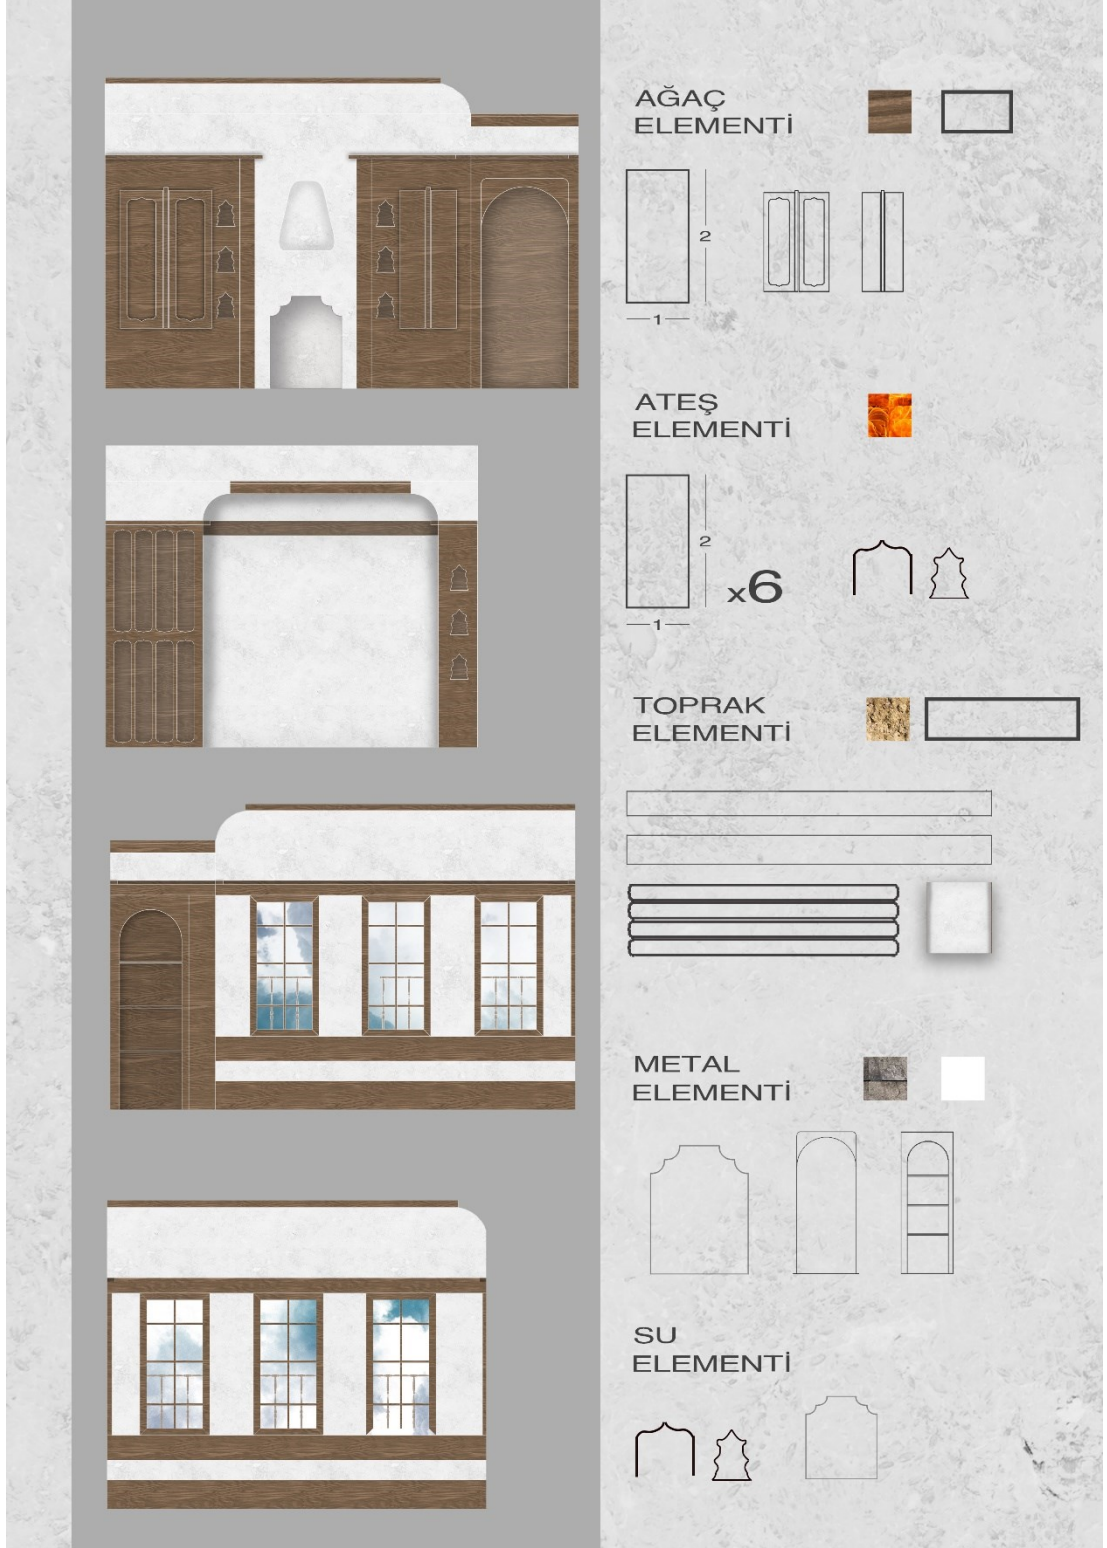 AĞAÇ
ELEMENTİ
2
1
ATEŞ
ELEMENTİ
2
x6
1
TOPRAK
ELEMENTİ
METAL
ELEMENTİ
SU
ELEMENTİ